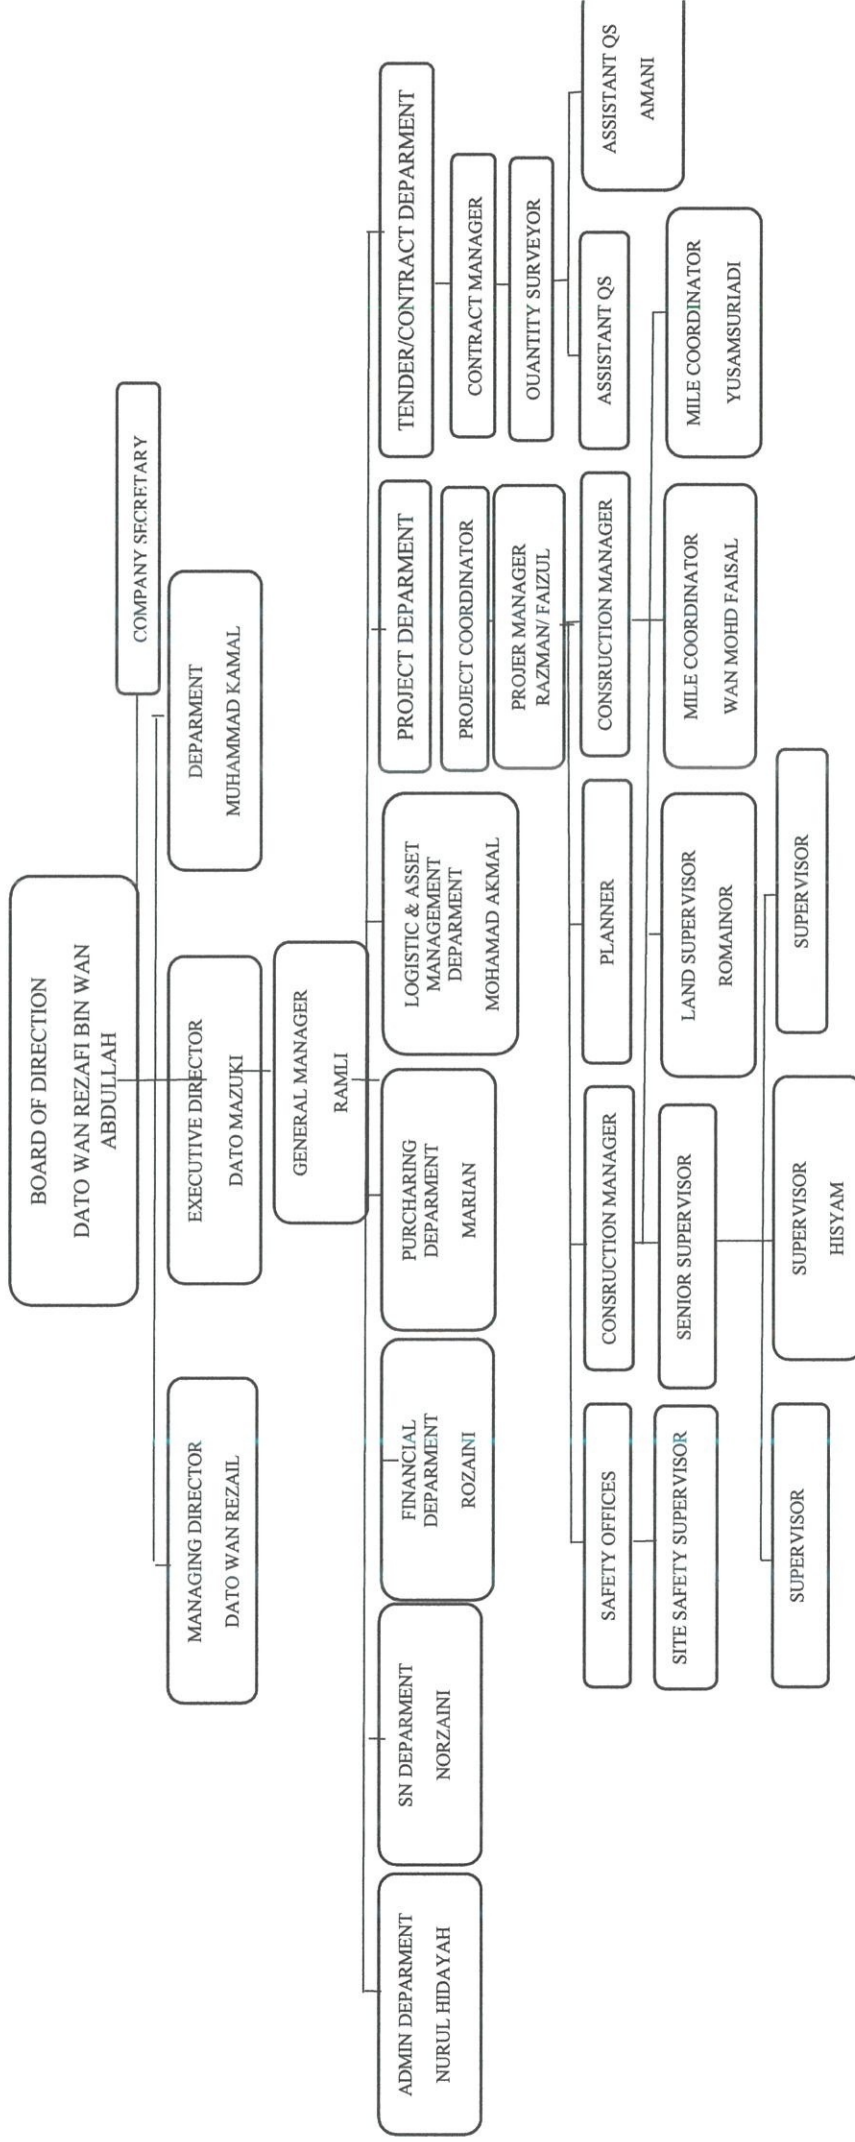 BOARD OF DIRECTION
DATO WAN REZAFI BIN WAN
ABDULLAH
COMPANY SECRETARY
MANAGING DIRECTOR
DATO WAN REZAIL
EXECUTIVE DIRECTOR
DATO MAZUKI
DEPARMENT
MUHAMMAD KAMAL
GENERAL MANAGER
RAMLI
ADMIN DEPARMENT
NURUL HIDAYAH
SN DEPARMENT
NORZAINI
FINANCIAL
DEPARMENT
ROZAINI
PURCHARING
DEPARMENT
MARIAN
LOGISTIC & ASSET
MANAGEMENT
DEPARMENT
MOHAMAD AKMAL
PROJECT DEPARMENT
TENDER/CONTRACT DEPARMENT
PROJECT COORDINATOR
CONTRACT MANAGER
PROJER MANAGER
RAZMAN/ FAIZUL
OUANTITY SURVEYOR
SAFETY OFFICES
CONSRUCTION MANAGER
PLANNER
CONSRUCTION MANAGER
ASSISTANT QS
ASSISTANT QS
AMANI
SITE SAFETY SUPERVISOR
SENIOR SUPERVISOR
LAND SUPERVISOR
ROMAINOR
MILE COORDINATOR
WAN MOHD FAISAL
MILE COORDINATOR
YUSAMSURIADI
SUPERVISOR
SUPERVISOR
HISYAM
SUPERVISOR